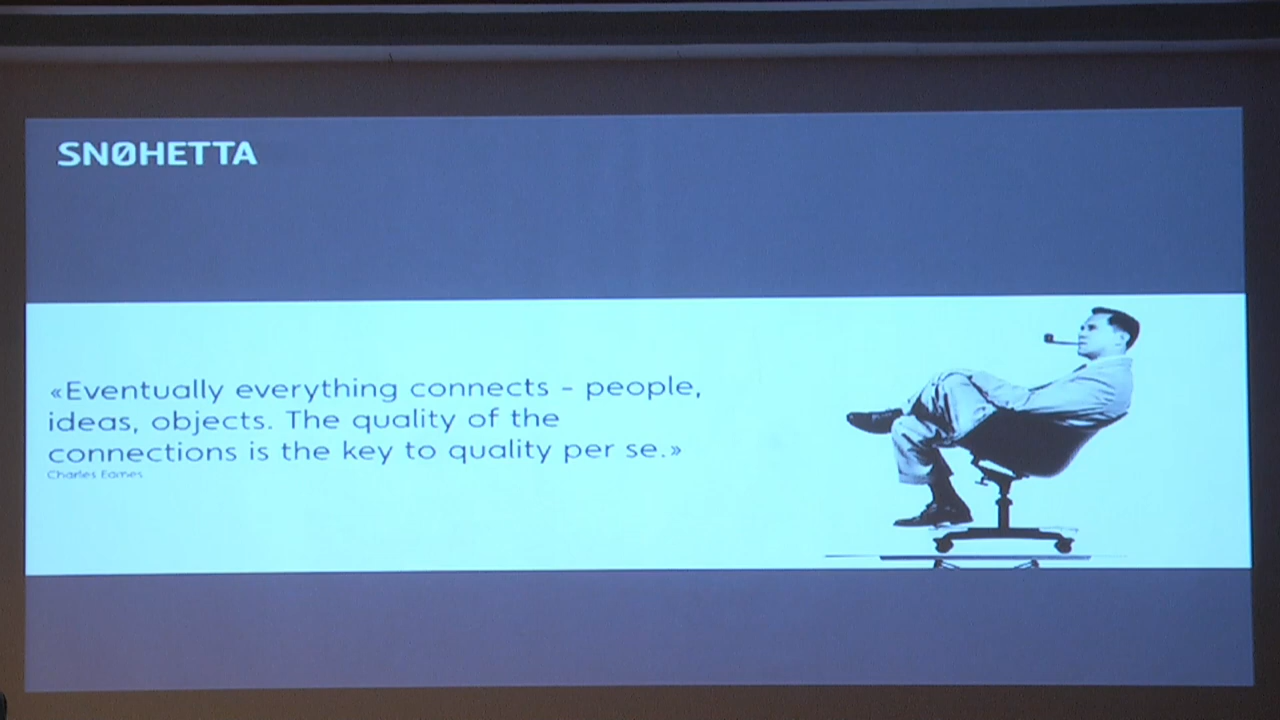 SNØHETTA
«Eventually everything connects - people,
ideas, objects. The quality of the
connections is the key to quality per se.»
Charles Eames